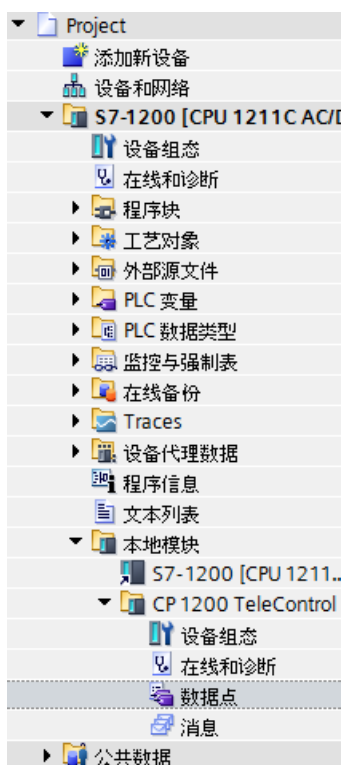 Project
添加新设备
设备和网络
S7-1200 [CPU 1211C AC/D
设备组态
在线和诊断
程序块
工艺对象
外部源文件
PLC 变量
PLC 数据类型
监控与强制表
在线备份
Traces
设备代理数据
程序信息
文本列表
本地模块
S7-1200 [CPU 1211...
CP 1200 TeleControl
设备组态
在线和诊断
数据点
消息
公共数据